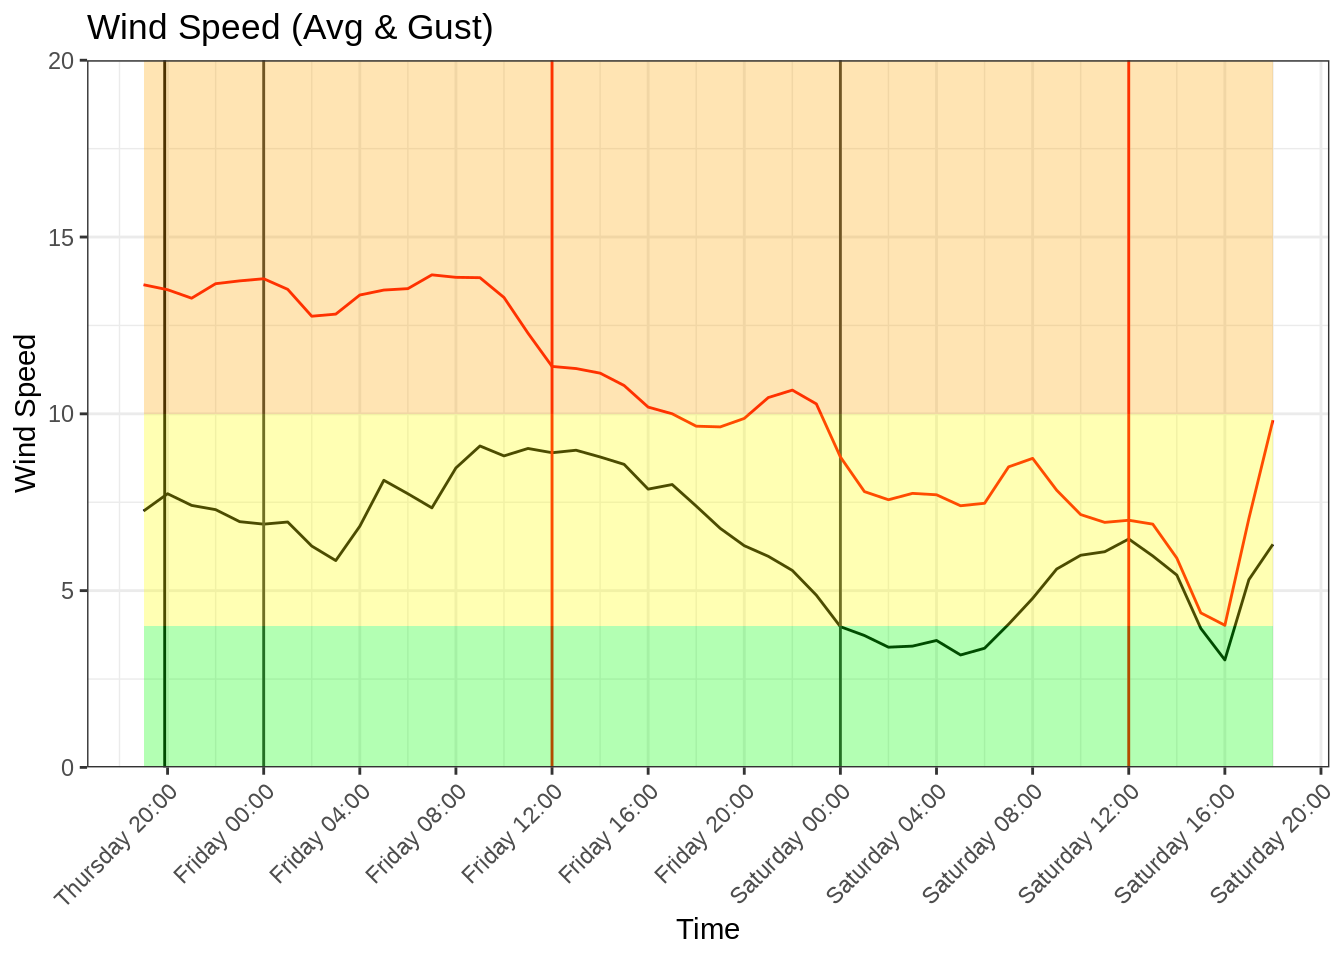 Wind Speed (Avg & Gust)
Wind Speed
20
15
10
5
0
Thursday 20:00
Friday 00:00
Friday 04:00
Friday 08:00
Friday 12:00
Friday 16:00
Friday 20:00
Saturday 00:00
Saturday 04:00
Saturday 08:00
Saturday 12:00
Saturday 16:00
Saturday 20:00
Time